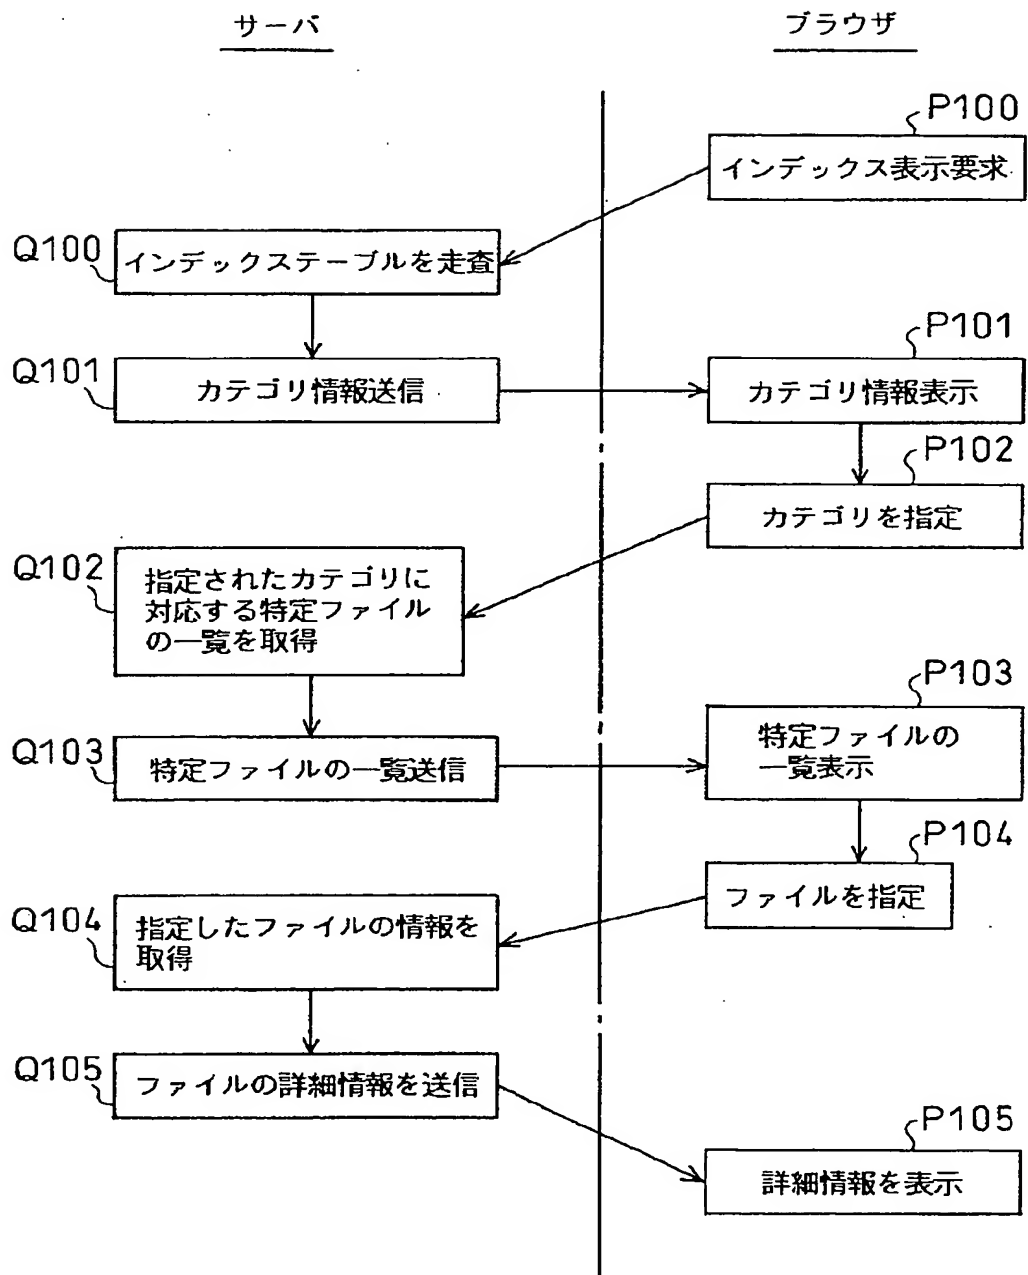 サーバ
ブラウザ
P100
インデックス表示要求
Q100
インデックステーブルを走査
P101
Q101
カテゴリ情報送信
カテゴリ情報表示
P102
カテゴリを指定
Q102
指定されたカテゴリに
対応する特定ファイル
の一覧を取得
P103
特定ファイルの
一覧表示
Q103
特定ファイルの一覧送信
P104
ファイルを指定
Q104
指定したファイルの情報を
取得
Q105
ファイルの詳細情報を送信
P105
詳細情報を表示